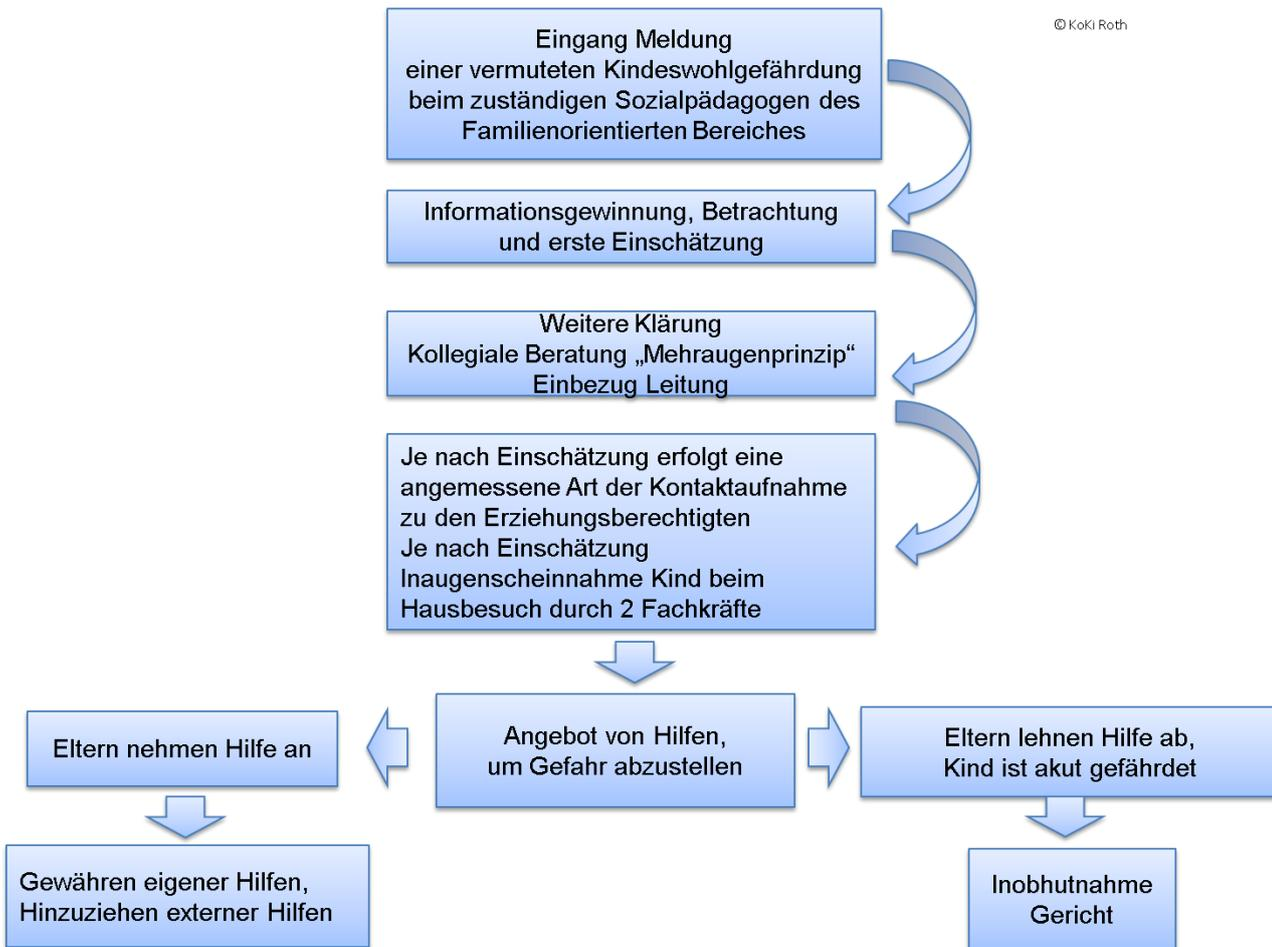 © KoKi Roth
Eingang Meldung
einer vermuteten Kindeswohlgefährdung
beim zuständigen Sozialpädagogen des
Familienorientierten Bereiches
Informationsgewinnung, Betrachtung
und erste Einschätzung
Weitere Klärung
Kollegiale Beratung „Mehraugenprinzip“
Einbezug Leitung
Je nach Einschätzung erfolgt eine
angemessene Art der Kontaktaufnahme
zu den Erziehungsberechtigten
Je nach Einschätzung
Inaugenscheinnahme Kind beim
Hausbesuch durch 2 Fachkräfte
Angebot von Hilfen,
um Gefahr abzustellen
Eltern nehmen Hilfe an
Gewähren eigener Hilfen,
Hinzuziehen externer Hilfen
Eltern lehnen Hilfe ab,
Kind ist akut gefährdet
Inobhutnahme
Gericht